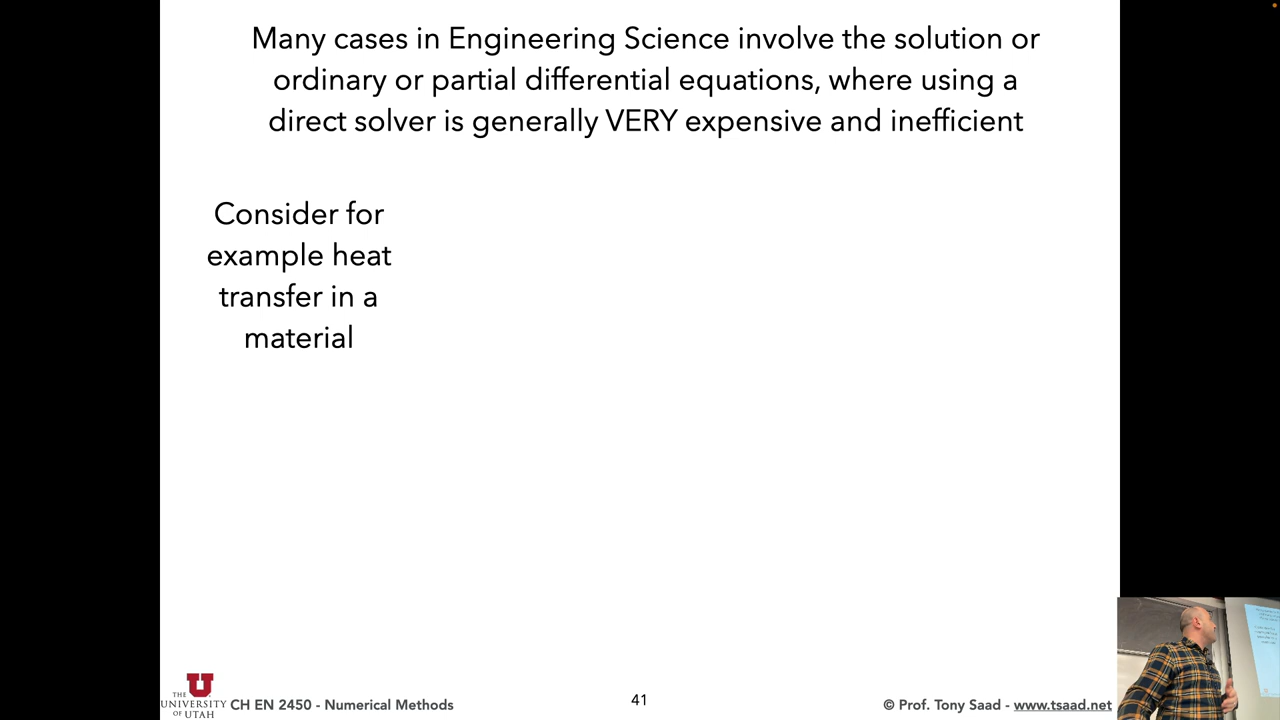 Many cases in Engineering Science involve the solution or
ordinary or partial differential equations, where using a
direct solver is generally VERY expensive and inefficient
Consider for
example heat
transfer in a
material
THE
UNIVERSITY
OF UTAH
CH EN 2450 - Numerical Methods
41
© Prof. Tony Saad - www.tsaad.net